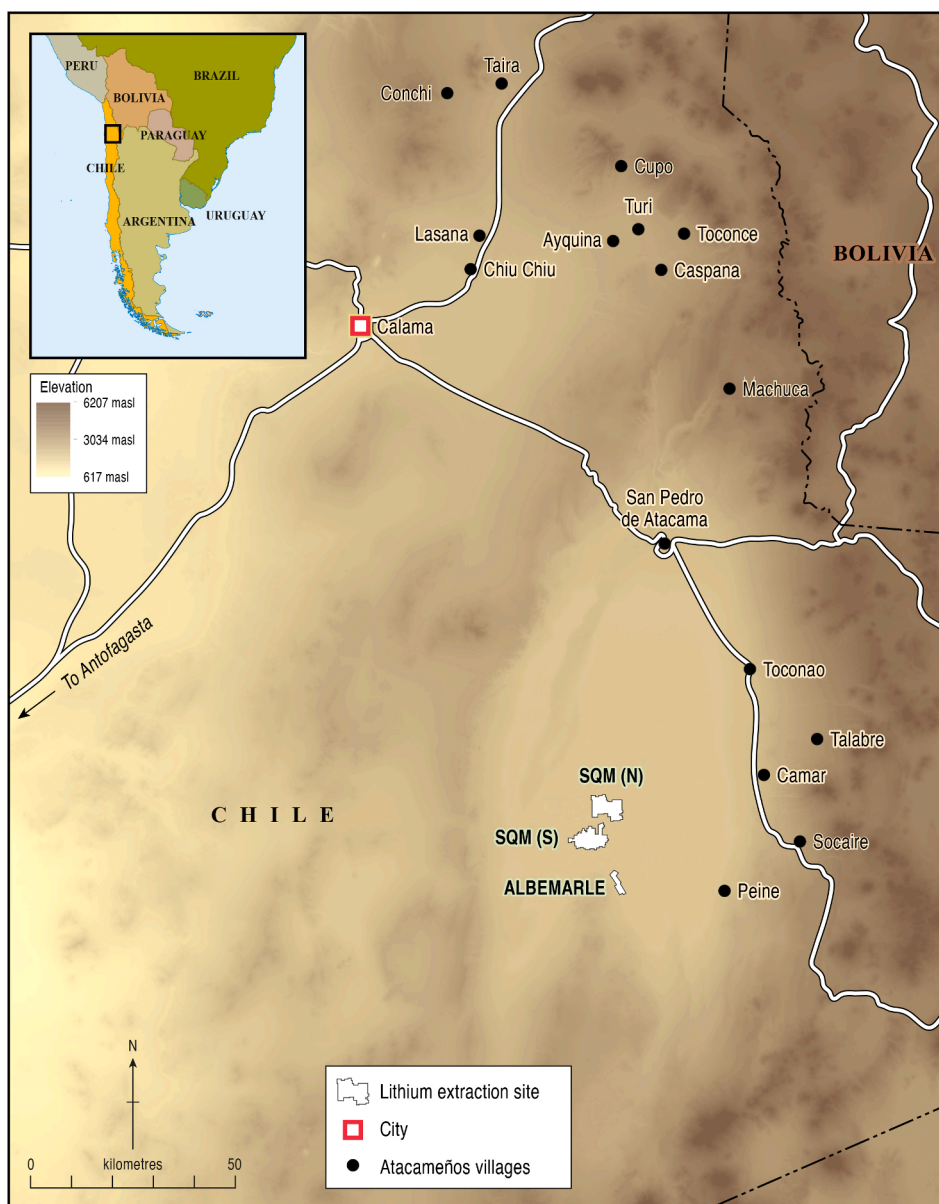 PERU
BRAZIL
BOLIVIA
PARAGUAY
CHILE
ARGENTINA
URUGUAY
Elevation
6207 masl
3034 masl
617 masl
Taira
Conchi
Cupo
Turi
Lasana
Ayquina
Toconce
BOLIVIA
Chiu Chiu
Caspana
Calama
Machuca
San Pedro
de Atacama
To Antofagasta
Toconao
Talabre
SQM (N)
Camar
CHILE
SQM (S)
Socaire
ALBEMARLE
Peine
N
0 kilometres 50
Lithium extraction site
City
Atacameños villages